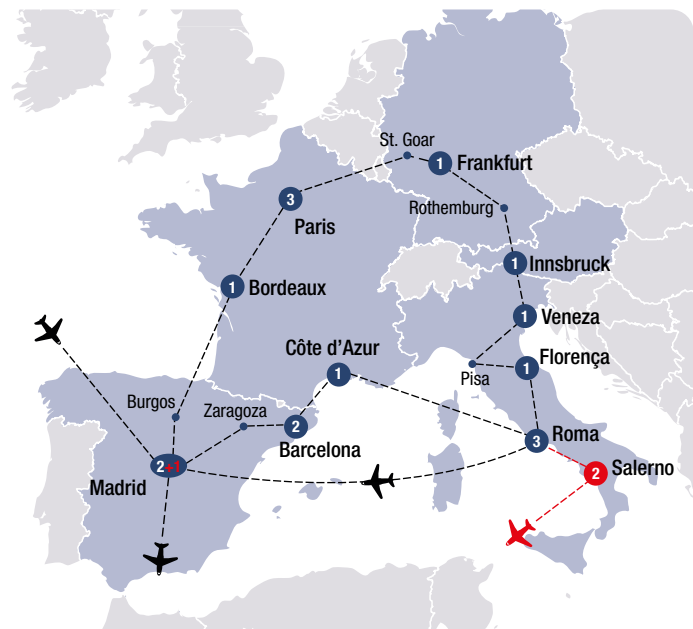 St. Goar
1 Frankfurt
3
Paris
Rothemburg
1 Innsbruck
1 Bordeaux
1 Veneza
Côte d’Azur
1
Florença
1
Pisa
Burgos
Zaragoza
2
Barcelona
3 Roma
2+1
Madrid
2 Salerno